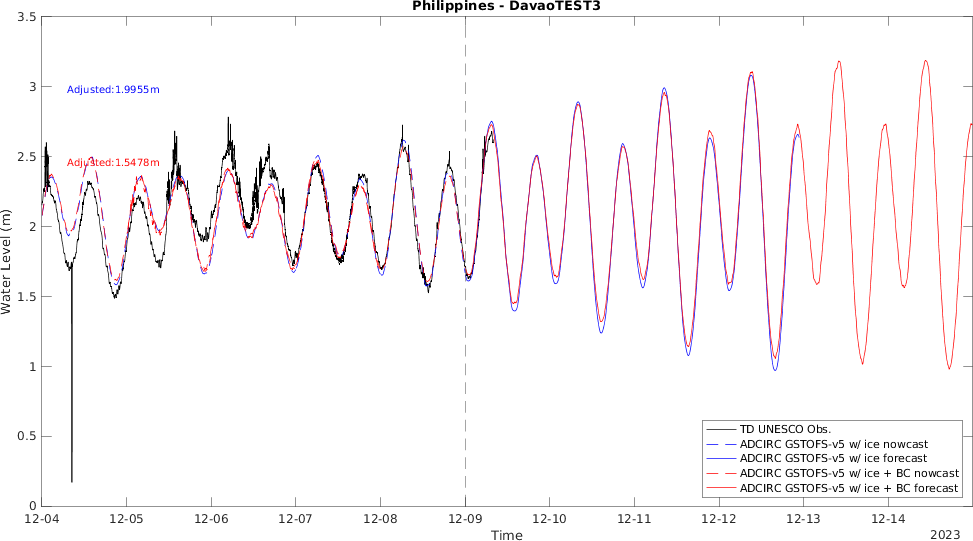 Philippines - DavaoTEST3
3.5
3
2.5
2
1.5
1
0.5
0
Water Level (m)
Adjusted:1.9955m
Adjusted:1.5478m
TD UNESCO Obs.
ADCIRC GSTOFS-v5 w/ ice nowcast
ADCIRC GSTOFS-v5 w/ ice forecast
ADCIRC GSTOFS-v5 w/ ice + BC nowcast
ADCIRC GSTOFS-v5 w/ ice + BC forecast
12-04 12-05 12-06 12-07 12-08 12-09 12-10 12-11 12-12 12-13 12-14
Time
2023